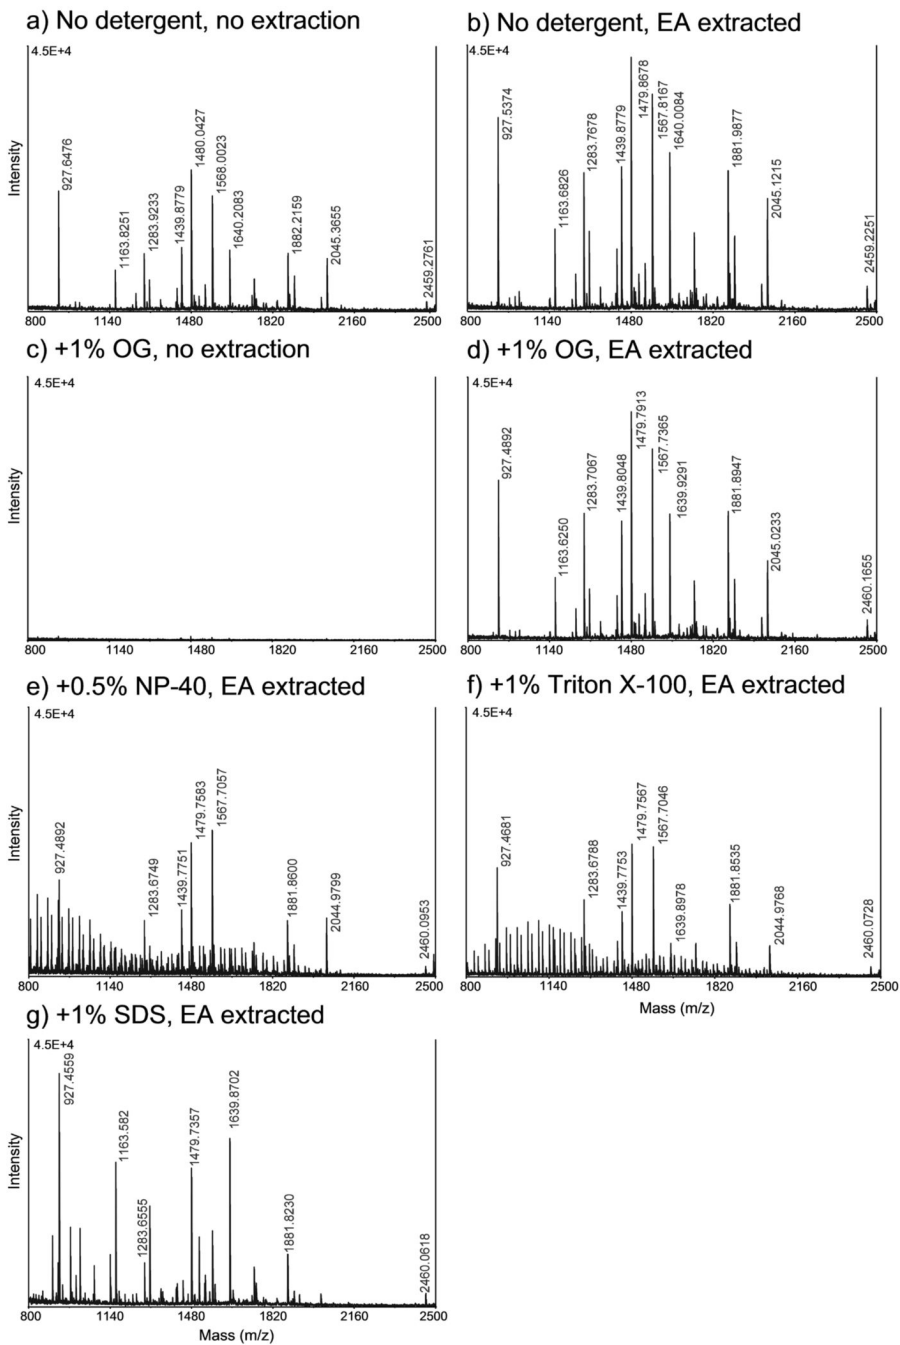 a) No detergent, no extraction
4.5E+4
Intensity
927.6476
1163.8251
1283.9233
1439.8779
1480.0427
1568.0023
1640.2083
1882.2159
2045.3655
2459.2761
800 1140 1480 1820 2160 2500
b) No detergent, EA extracted
4.5E+4
927.5374
1163.6826
1283.7678
1439.8779
1479.8678
1567.8167
1640.0084
1881.9877
2045.1215
2459.2251
800 1140 1480 1820 2160 2500
c) +1% OG, no extraction
4.5E+4
Intensity
800 1140 1480 1820 2160 2500
d) +1% OG, EA extracted
4.5E+4
927.4892
1163.6250
1283.7067
1439.8048
1479.7913
1567.7365
1639.9291
1881.8947
2045.0233
2460.1655
800 1140 1480 1820 2160 2500
e) +0.5% NP-40, EA extracted
4.5E+4
Intensity
927.4892
1283.6749
1439.7751
1479.7583
1567.7057
1881.8600
2044.9799
2460.0953
800 1140 1480 1820 2160 2500
f) +1% Triton X-100, EA extracted
4.5E+4
927.4681
1283.6788
1439.7753
1479.7567
1567.7046
1639.8978
1881.8535
2044.9768
2460.0728
800 1140 1480 1820 2160 2500
Mass (m/z)
g) +1% SDS, EA extracted
4.5E+4
Intensity
927.4559
1163.582
1283.6555
1479.7357
1639.8702
1881.8230
2460.0618
800 1140 1480 1820 2160 2500
Mass (m/z)